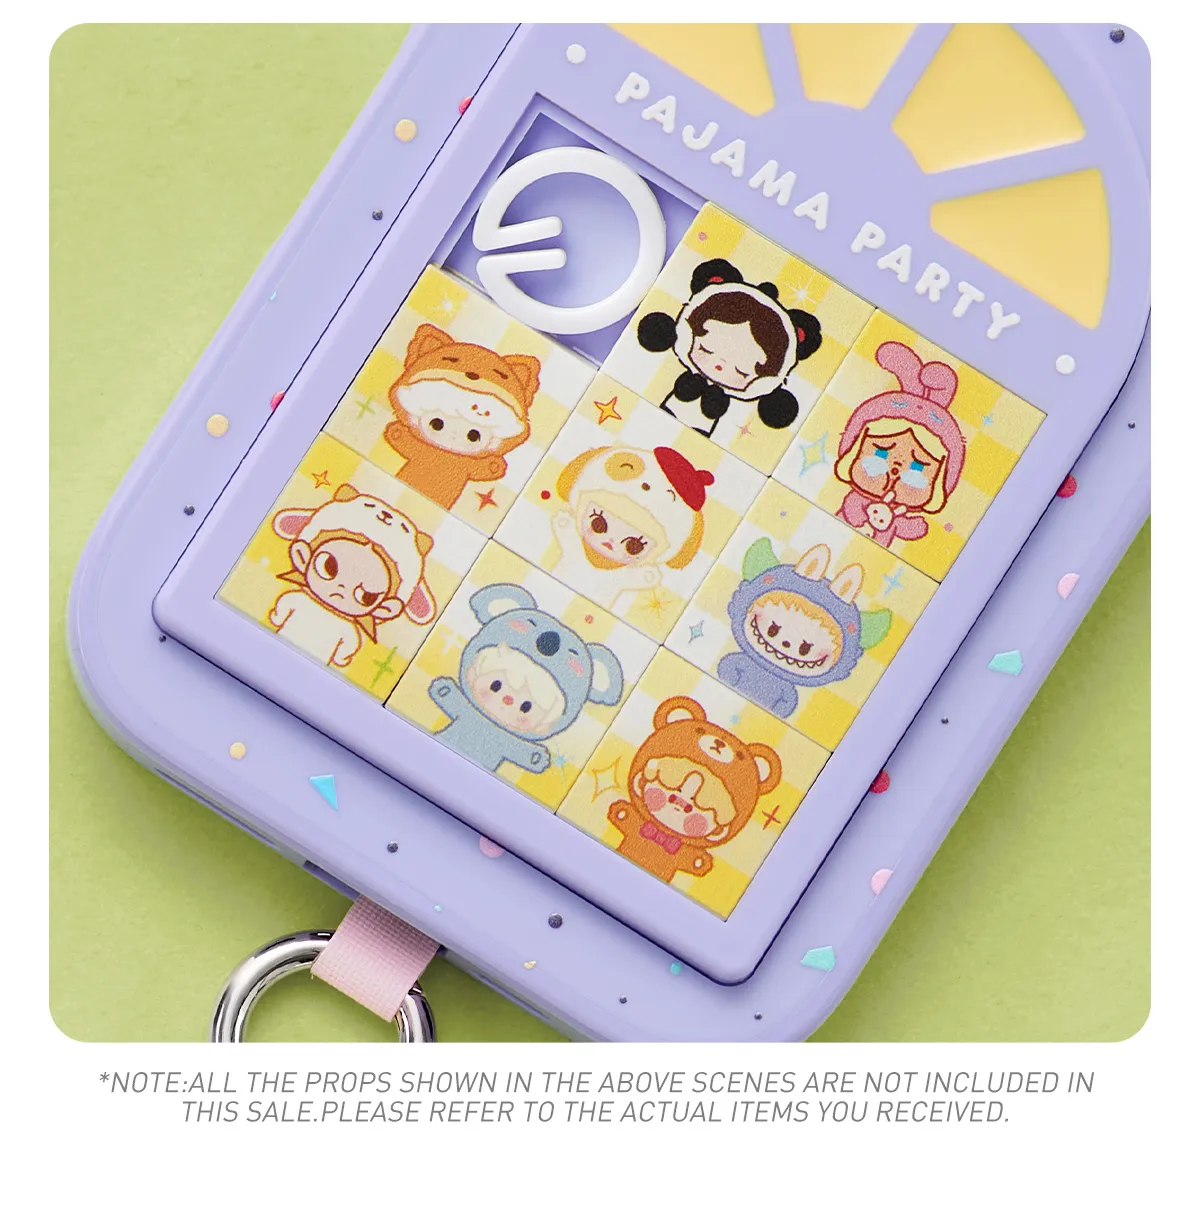 PAJAMA PARTY
*NOTE:ALL THE PROPS SHOWN IN THE ABOVE SCENES ARE NOT INCLUDED IN
THIS SALE.PLEASE REFER TO THE ACTUAL ITEMS YOU RECEIVED.